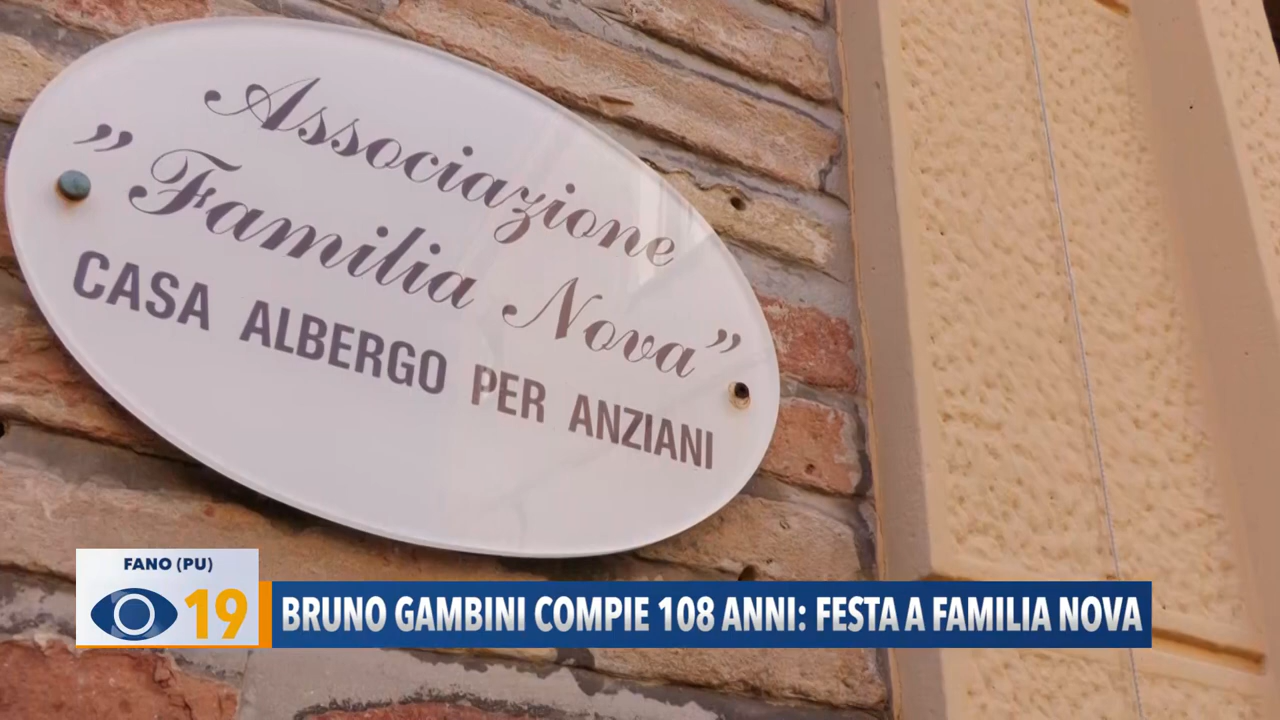 Associazione
”Familia Nova”
CASA ALBERGO PER ANZIANI
FANO (PU)
19
BRUNO GAMBINI COMPIE 108 ANNI: FESTA A FAMILIA NOVA